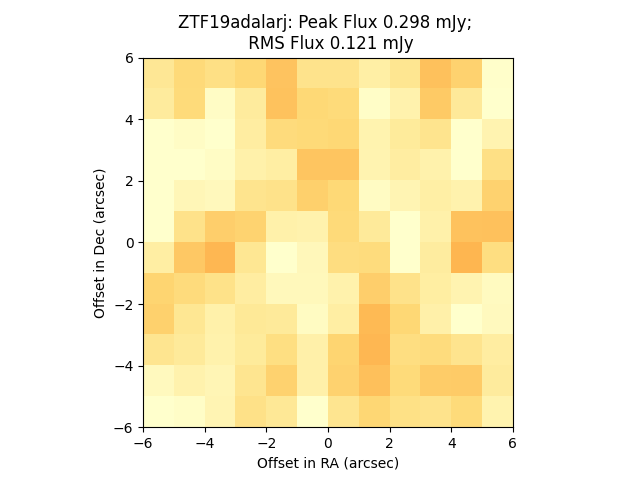 ZTF19adalarj: Peak Flux 0.298 mJy;
RMS Flux 0.121 mJy
6
4
2
0
−2
−4
−6
Offset in Dec (arcsec)
−6 −4 −2 0 2 4 6
Offset in RA (arcsec)